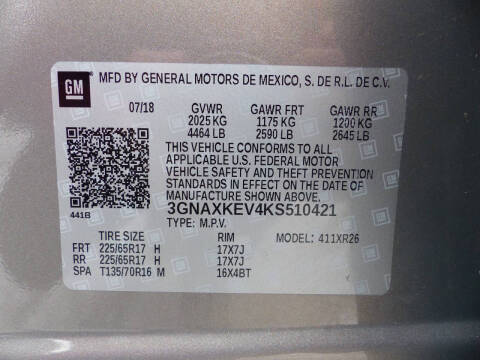 GM
MFD BY GENERAL MOTORS DE MEXICO, S. DE R.L. DE C.V.
07/18 GVWR GAWR FRT GAWR RR
2025 KG 1175 KG 1200 KG
4464 LB 2590 LB 2645 LB
THIS VEHICLE CONFORMS TO ALL
APPLICABLE U.S. FEDERAL MOTOR
VEHICLE SAFETY AND THEFT PREVENTION
STANDARDS IN EFFECT ON THE DATE OF
MANUFACTURE SHOWN ABOVE.
441B 3GNAXKEV4KS510421
TYPE: M.P.V.
TIRE SIZE RIM MODEL: 411XR26
FRT 225/65R17 H 17X7J
RR 225/65R17 H 17X7J
SPA T135/70R16 M 16X4BT